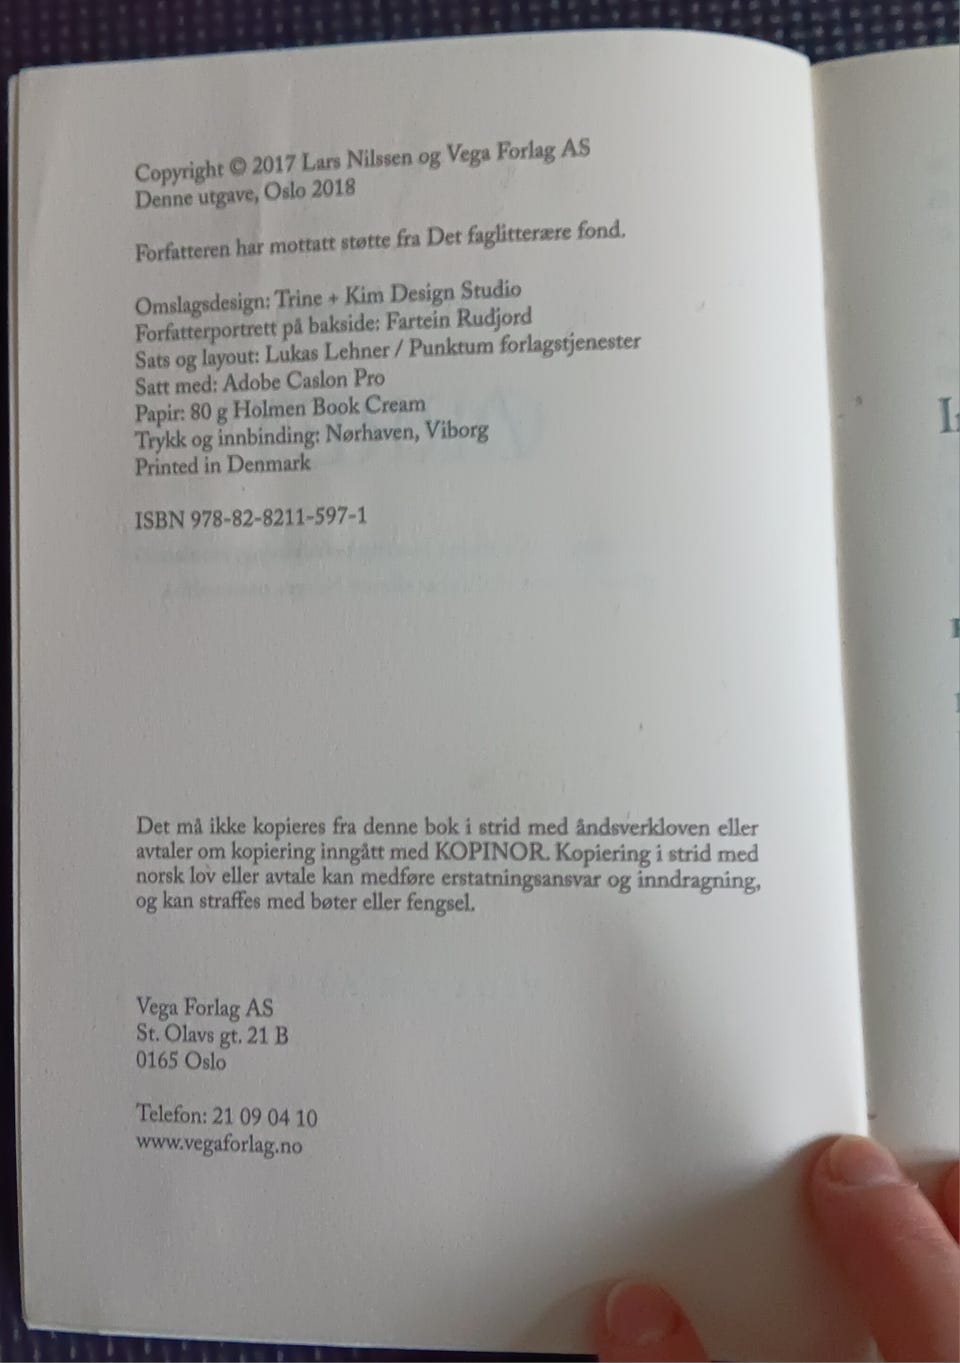 Copyright © 2017 Lars Nilssen og Vega Forlag AS
Denne utgave, Oslo 2018
Forfatteren har mottatt støtte fra Det faglitterære fond.
Omslagsdesign: Trine + Kim Design Studio
Forfatterportrett på bakside: Fartein Rudjord
Sats og layout: Lukas Lehner / Punktum forlagstjenester
Satt med: Adobe Caslon Pro
Papir: 80 g Holmen Book Cream
Trykk og innbinding: Nørhaven, Viborg
Printed in Denmark
ISBN 978-82-8211-597-1
Det må ikke kopieres fra denne bok i strid med åndsverkloven eller
avtaler om kopiering inngått med KOPINOR. Kopiering i strid med
norsk lov eller avtale kan medføre erstatningsansvar og inndragning,
og kan straffes med bøter eller fengsel.
Vega Forlag AS
St. Olavs gt. 21 B
0165 Oslo
Telefon: 21 09 04 10
www.vegaforlag.no